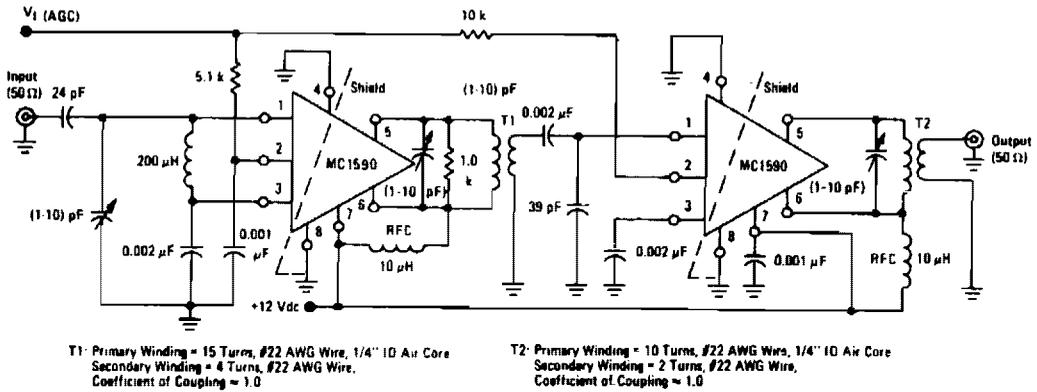 V₁ (AGC)
10 k
5.1 k
Input
(50 Ω)
24 pF
4
Shield
(1-10) pF
T1
0.002 µF
1
200 µH
2
MC1590
5
1.0
k
3
(1-10 pF)
6
7
8
(1-10) pF
0.002 µF
0.001
µF
RFC
10 µH
39 pF
+12 Vdc
4
Shield
1
2
MC1590
5
T2
Output
(50 Ω)
(1-10 pF)
3
6
7
8
0.002 µF
0.001 µF
RFC
10 µH
T1: Primary Winding = 15 Turns, #22 AWG Wire, 1/4" ID Air Core
Secondary Winding = 4 Turns, #22 AWG Wire,
Coefficient of Coupling ≈ 1.0
T2: Primary Winding = 10 Turns, #22 AWG Wire, 1/4" ID Air Core
Secondary Winding = 2 Turns, #22 AWG Wire,
Coefficient of Coupling ≈ 1.0